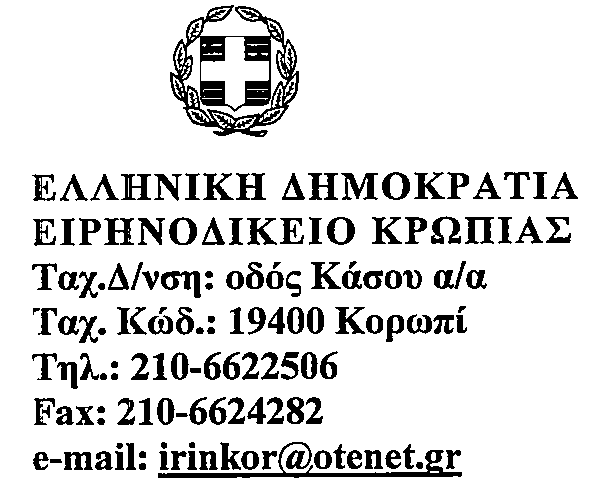 ΕΛΛΗΝΙΚΗ ΔΗΜΟΚΡΑΤΙΑ
ΕΙΡΗΝΟΔΙΚΕΙΟ ΚΡΩΠΙΑΣ
Ταχ.Δ/νση: οδός Κάσου α/α
Ταχ. Κώδ.: 19400 Κορωπί
Τηλ.: 210-6622506
Fax: 210-6624282
e-mail: irinkor@otenet.gr